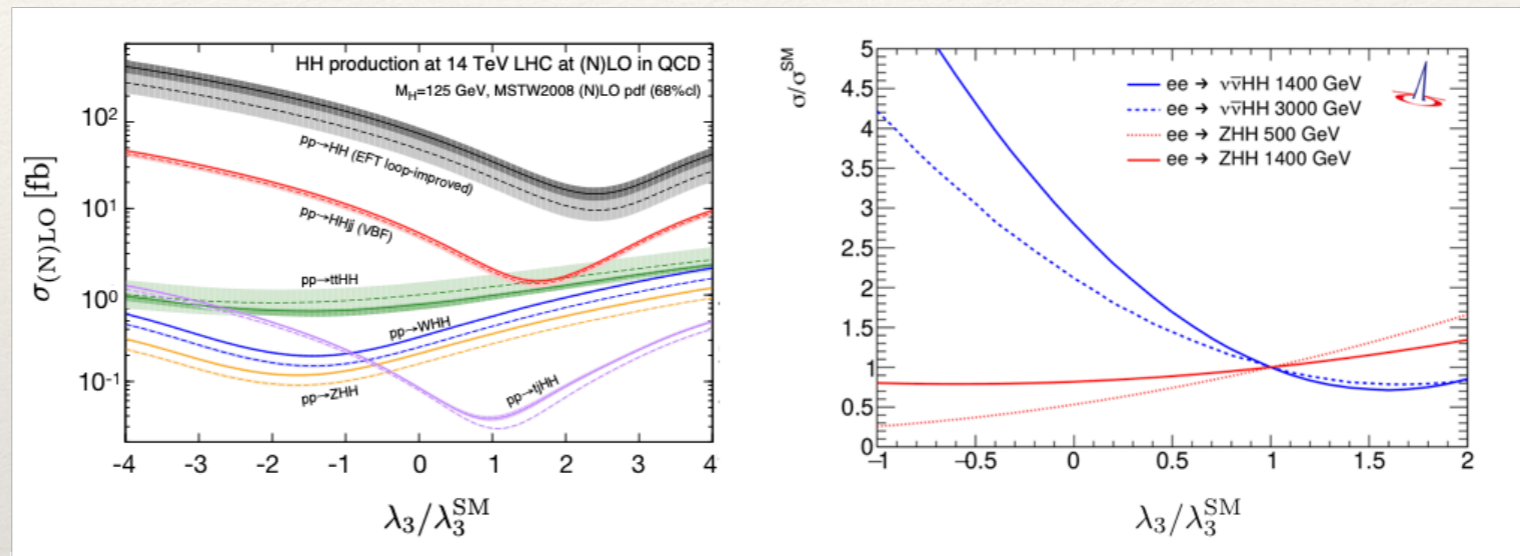 HH production at 14 TeV LHC at (N)LO in QCD
M_H=125 GeV, MSTW2008 (N)LO pdf (68%cl)
pp→HH (EFT loop-improved)
pp→HHjj (VBF)
pp→ttHH
pp→WHH
pp→ZHH
pp→tjHH
10^2
10^1
10^0
10^-1
σ_(N)LO [fb]
-4 -3 -2 -1 0 1 2 3 4
λ_3/λ_3^SM
σ/σ^SM
5
4.5
4
3.5
3
2.5
2
1.5
1
0.5
0
ee → νν̄HH 1400 GeV
ee → νν̄HH 3000 GeV
ee → ZHH 500 GeV
ee → ZHH 1400 GeV
−1 −0.5 0 0.5 1 1.5 2
λ_3/λ_3^SM